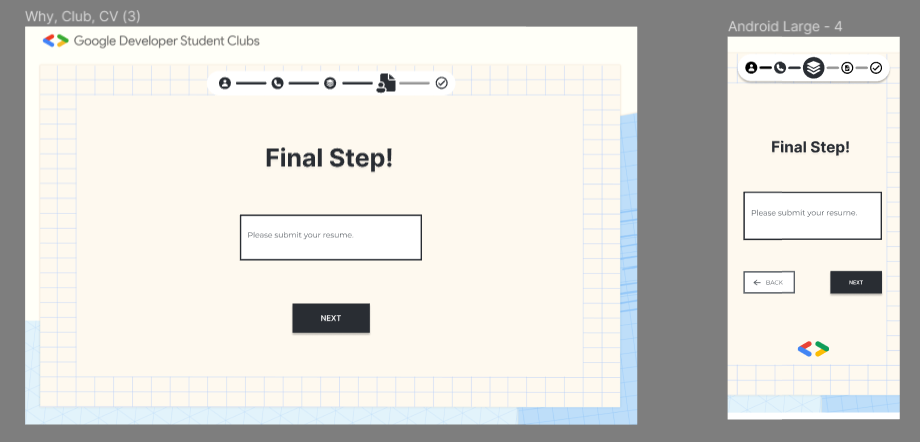 Why, Club, CV (3)
Google Developer Student Clubs
Final Step!
Please submit your resume.
NEXT
Android Large - 4
Final Step!
Please submit your resume.
BACK
NEXT